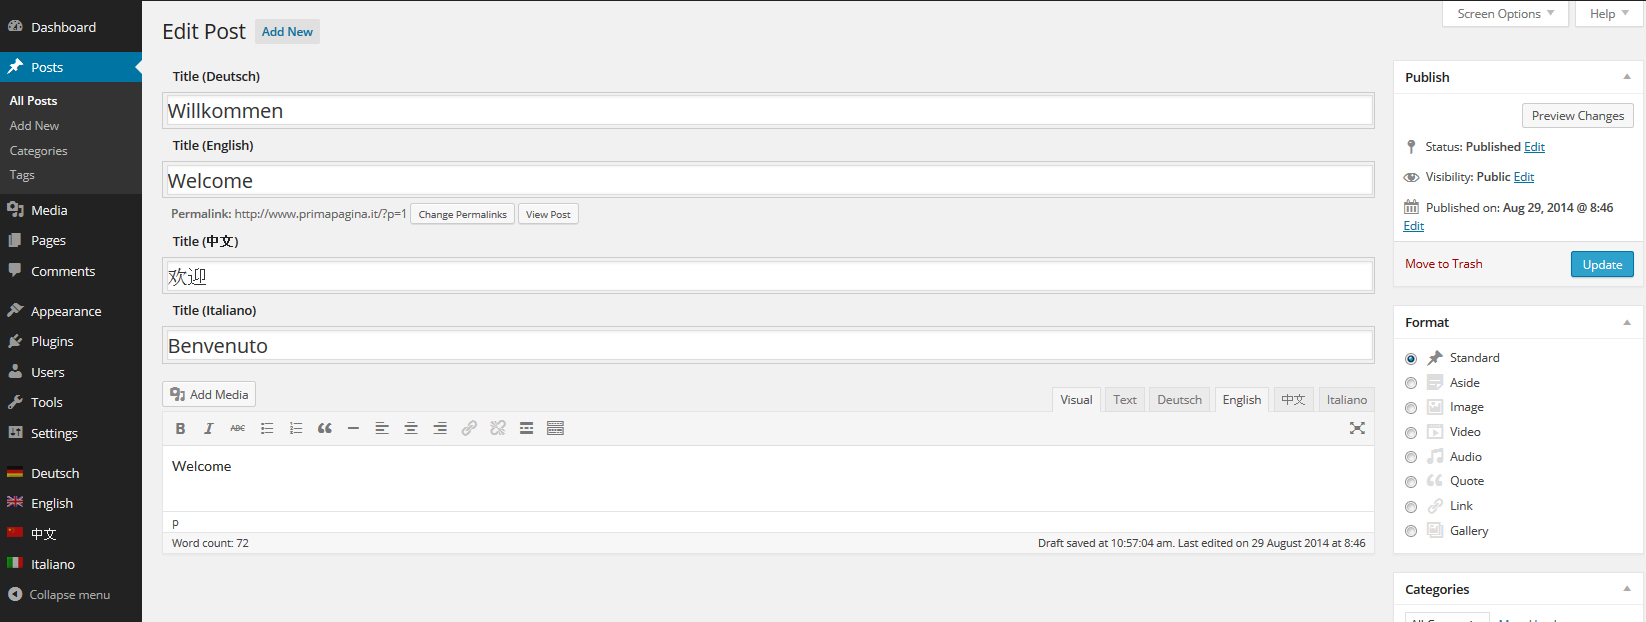 Dashboard
Posts
All Posts
Add New
Categories
Tags
Media
Pages
Comments
Appearance
Plugins
Users
Tools
Settings
Deutsch
English
中文
Italiano
Collapse menu
Screen Options
Help
Edit Post
Add New
Title (Deutsch)
Willkommen
Title (English)
Welcome
Permalink: http://www.primapagina.it/?p=1 Change Permalinks View Post
Title (中文)
欢迎
Title (Italiano)
Benvenuto
Add Media
Visual Text Deutsch English 中文 Italiano
B I ABC
Welcome
p
Word count: 72
Draft saved at 10:57:04 am. Last edited on 29 August 2014 at 8:46
Publish
Preview Changes
Status: Published Edit
Visibility: Public Edit
Published on: Aug 29, 2014 @ 8:46
Edit
Move to Trash
Update
Format
Standard
Aside
Image
Video
Audio
Quote
Link
Gallery
Categories